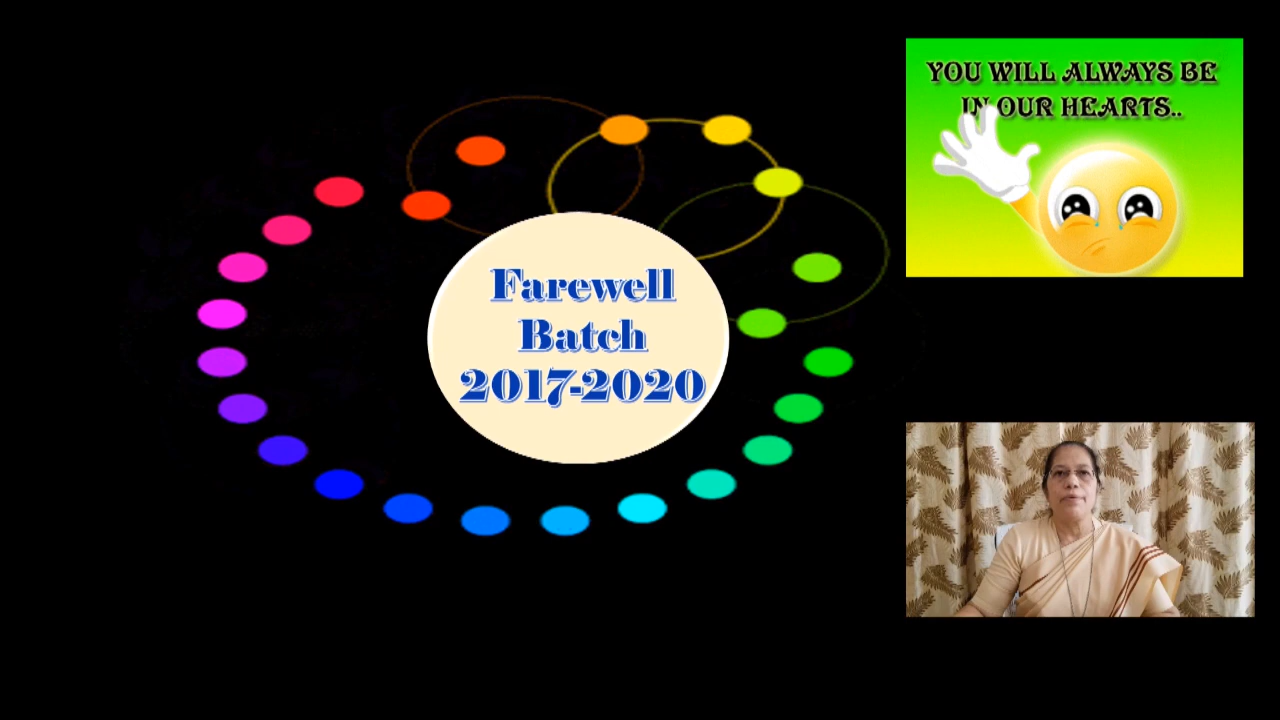 Farewell
Batch
2017-2020
YOU WILL ALWAYS BE
IN OUR HEARTS..